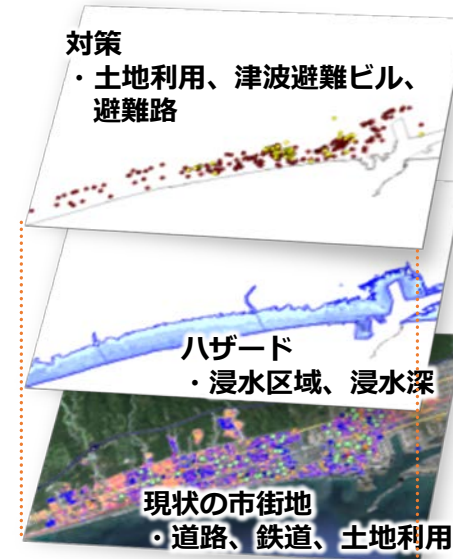 対策
・土地利用、津波避難ビル、
避難路
ハザード
・浸水区域、浸水深
現状の市街地
・道路、鉄道、土地利用